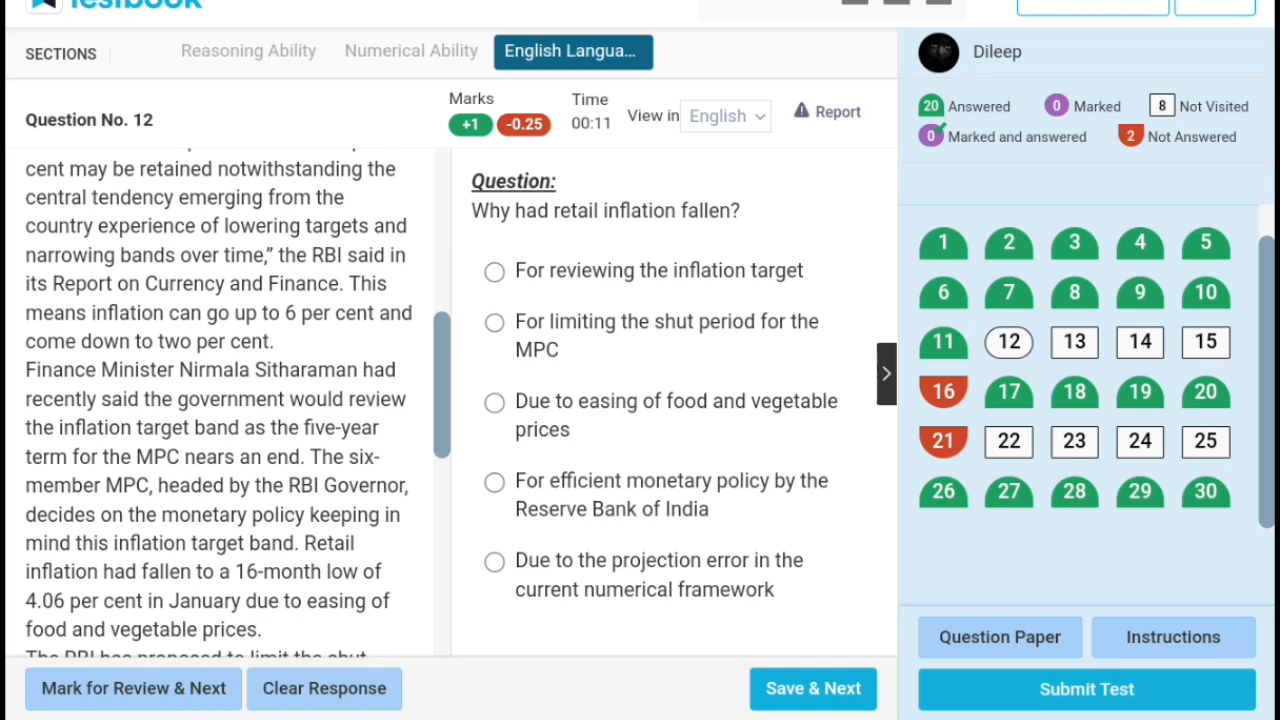 Testbook
SECTIONS
Reasoning Ability
Numerical Ability
English Langua...
Dileep
Question No. 12
Marks
+1
-0.25
Time
00:11
View in
English
Report
20 Answered
0 Marked
8 Not Visited
0 Marked and answered
2 Not Answered
cent may be retained notwithstanding the
central tendency emerging from the
country experience of lowering targets and
narrowing bands over time,” the RBI said in
its Report on Currency and Finance. This
means inflation can go up to 6 per cent and
come down to two per cent.
Finance Minister Nirmala Sitharaman had
recently said the government would review
the inflation target band as the five-year
term for the MPC nears an end. The six-
member MPC, headed by the RBI Governor,
decides on the monetary policy keeping in
mind this inflation target band. Retail
inflation had fallen to a 16-month low of
4.06 per cent in January due to easing of
food and vegetable prices.
The RBI has proposed to limit the shut
Question:
Why had retail inflation fallen?
For reviewing the inflation target
For limiting the shut period for the
MPC
Due to easing of food and vegetable
prices
For efficient monetary policy by the
Reserve Bank of India
Due to the projection error in the
current numerical framework
1 2 3 4 5
6 7 8 9 10
11 12 13 14 15
16 17 18 19 20
21 22 23 24 25
26 27 28 29 30
Question Paper
Instructions
Mark for Review & Next
Clear Response
Save & Next
Submit Test